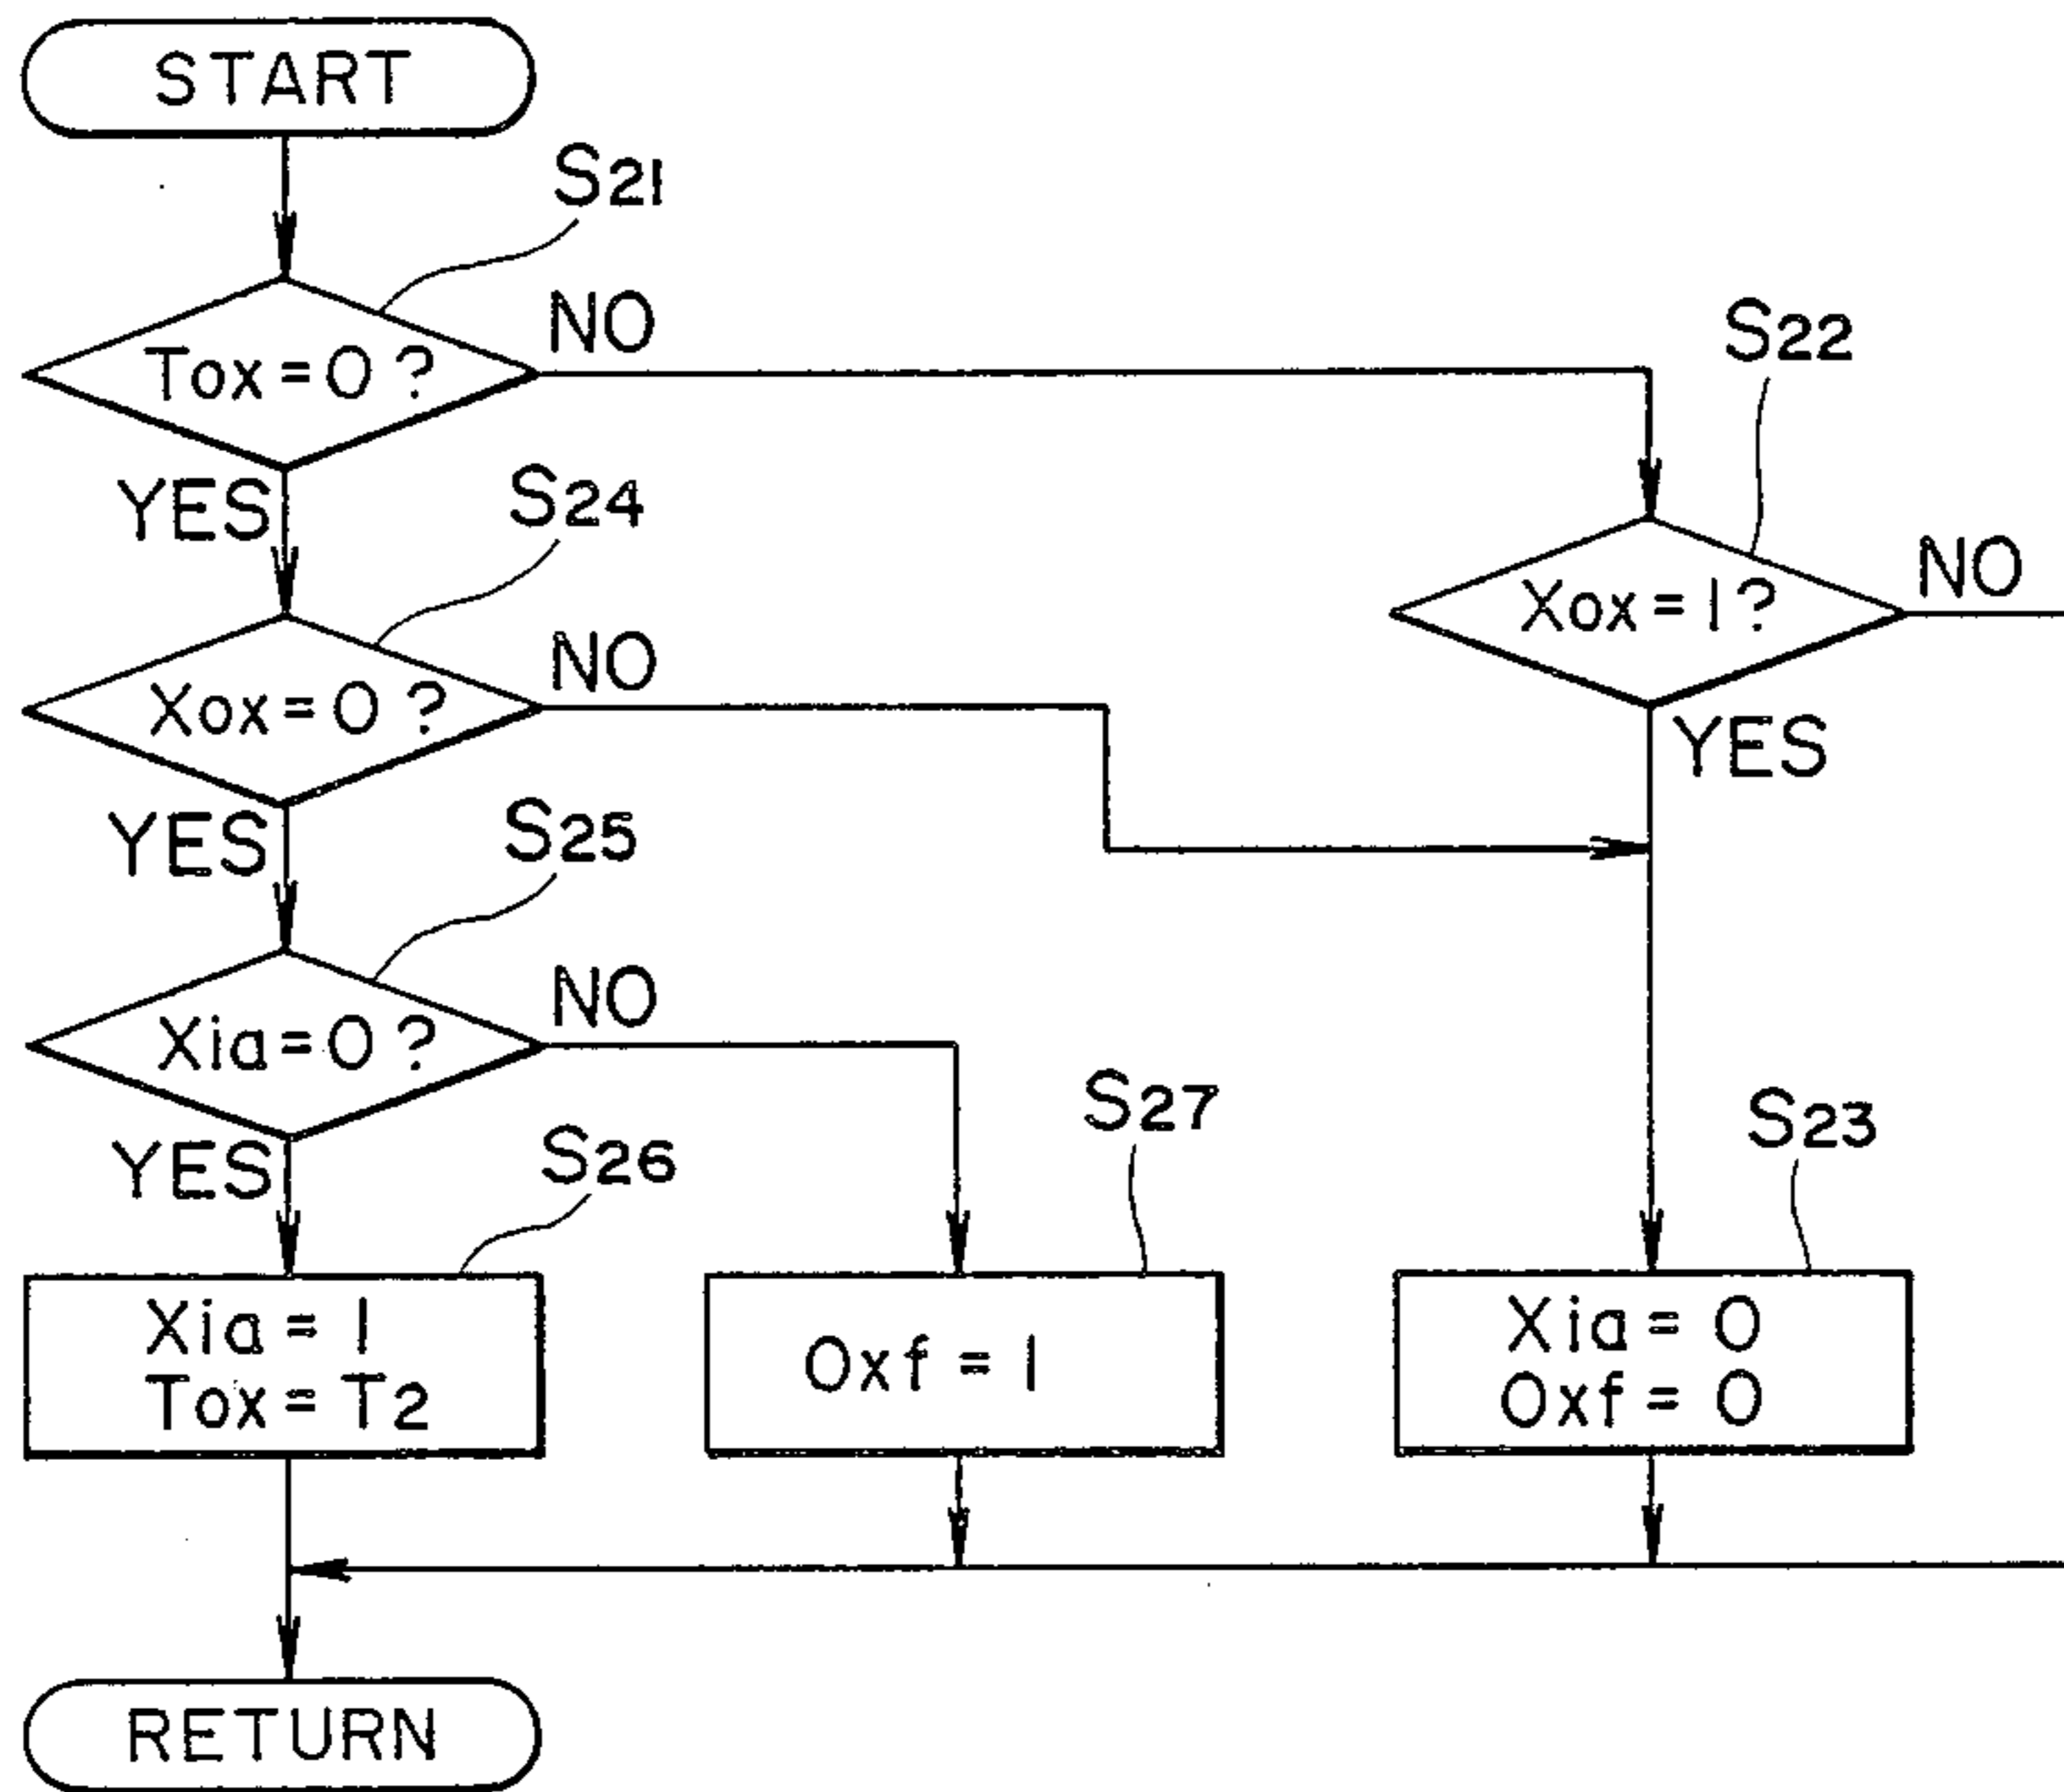 START
S21
Tox=0?
NO
S22
YES
S24
Xox=1?
NO
Xox=0?
NO
YES
YES
S25
Xia=0?
NO
S27
S23
YES
S26
Xia=1
Tox=T2
Oxf=1
Xia=0
Oxf=0
RETURN